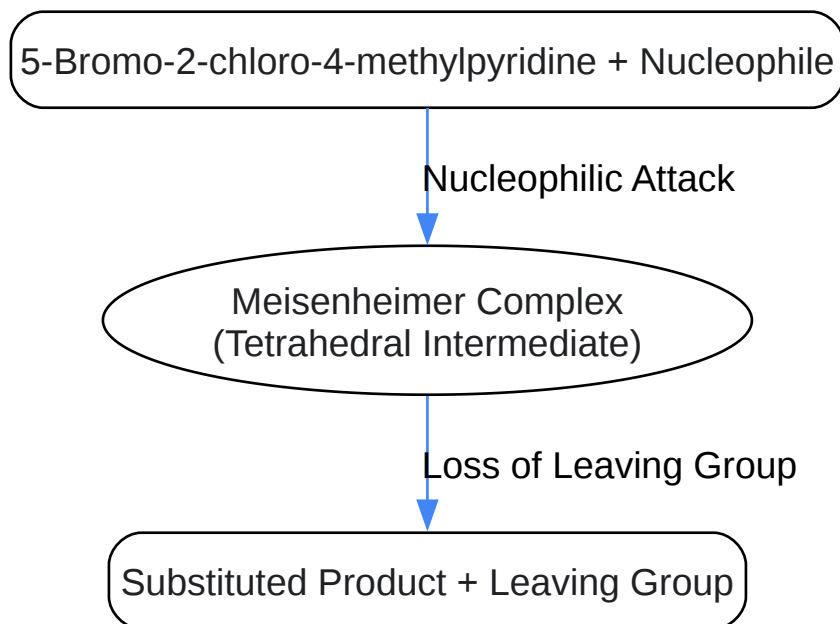 5-Bromo-2-chloro-4-methylpyridine + Nucleophile
Nucleophilic Attack
Meisenheimer Complex
(Tetrahedral Intermediate)
Loss of Leaving Group
Substituted Product + Leaving Group